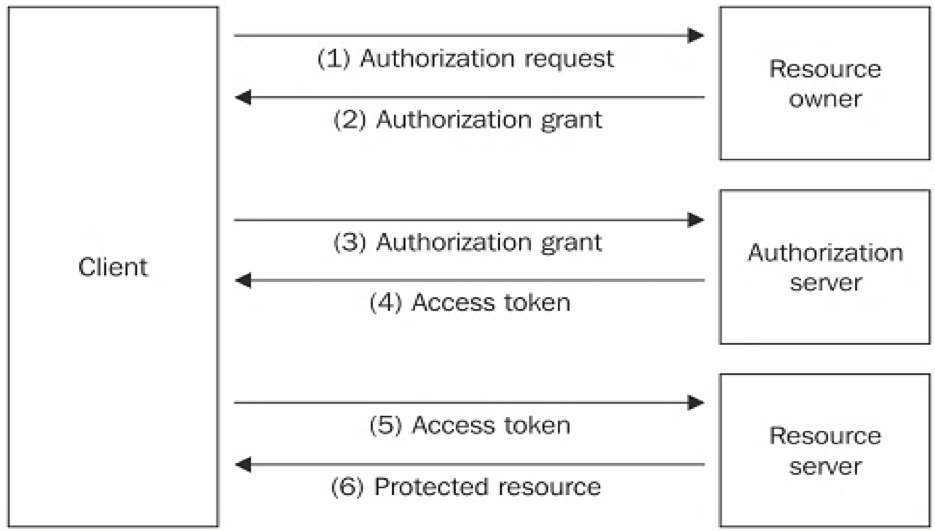 Client
(1) Authorization request
(2) Authorization grant
Resource
owner
(3) Authorization grant
(4) Access token
Authorization
server
(5) Access token
(6) Protected resource
Resource
server